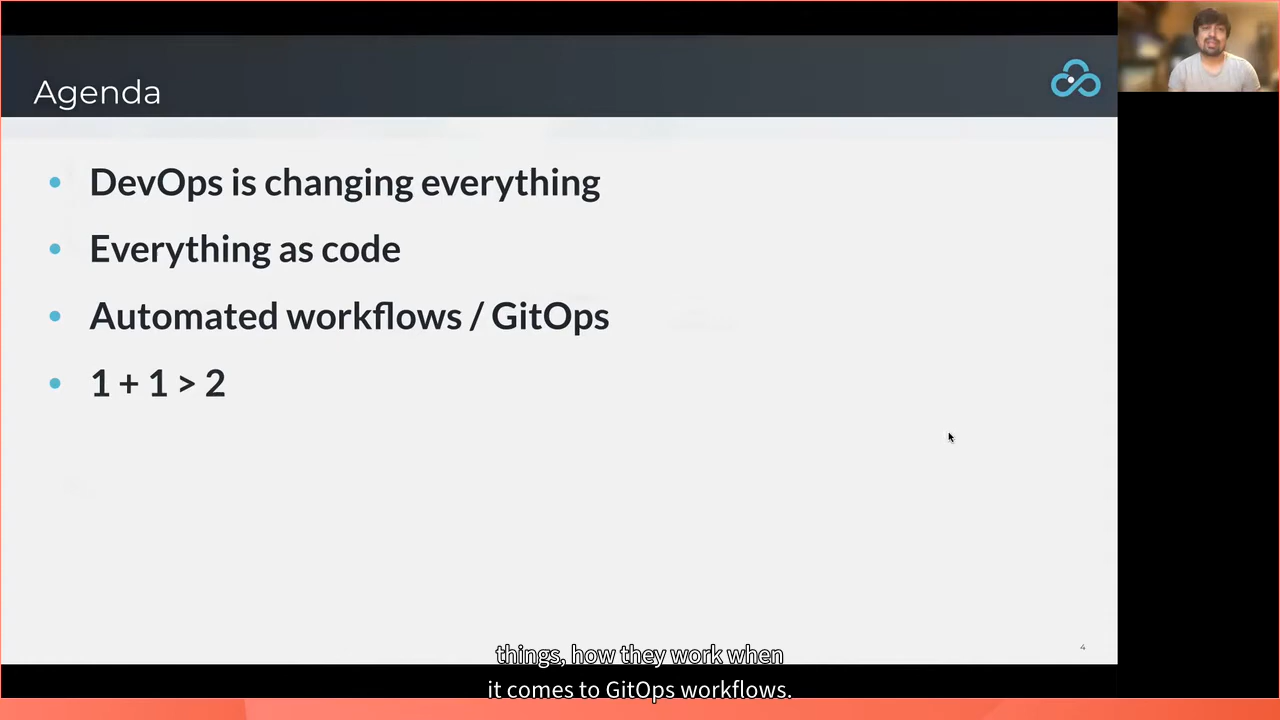 Agenda
DevOps is changing everything
Everything as code
Automated workflows / GitOps
1 + 1 > 2
4
things, how they work when
it comes to GitOps workflows.